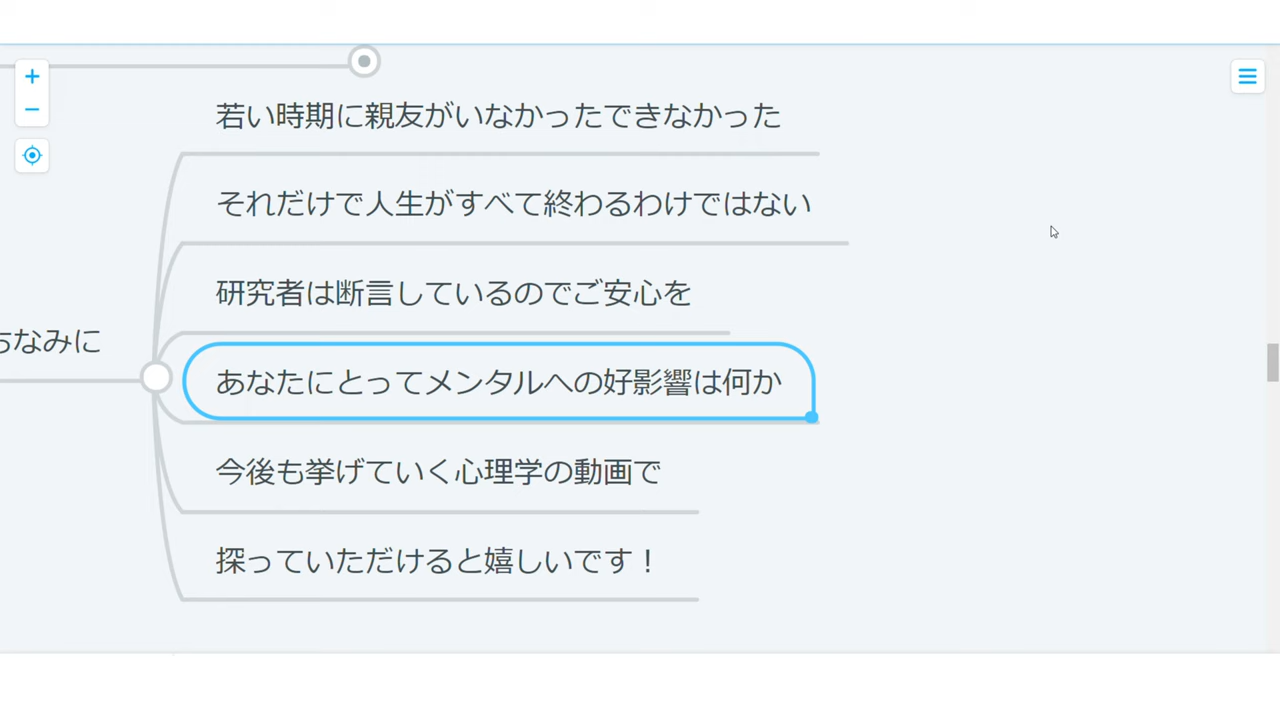 若い時期に親友がいなかったできなかった
それだけで人生がすべて終わるわけではない
研究者は断言しているのでご安心を
ちなみに
あなたにとってメンタルへの好影響は何か
今後も挙げていく心理学の動画で
探っていただけると嬉しいです！